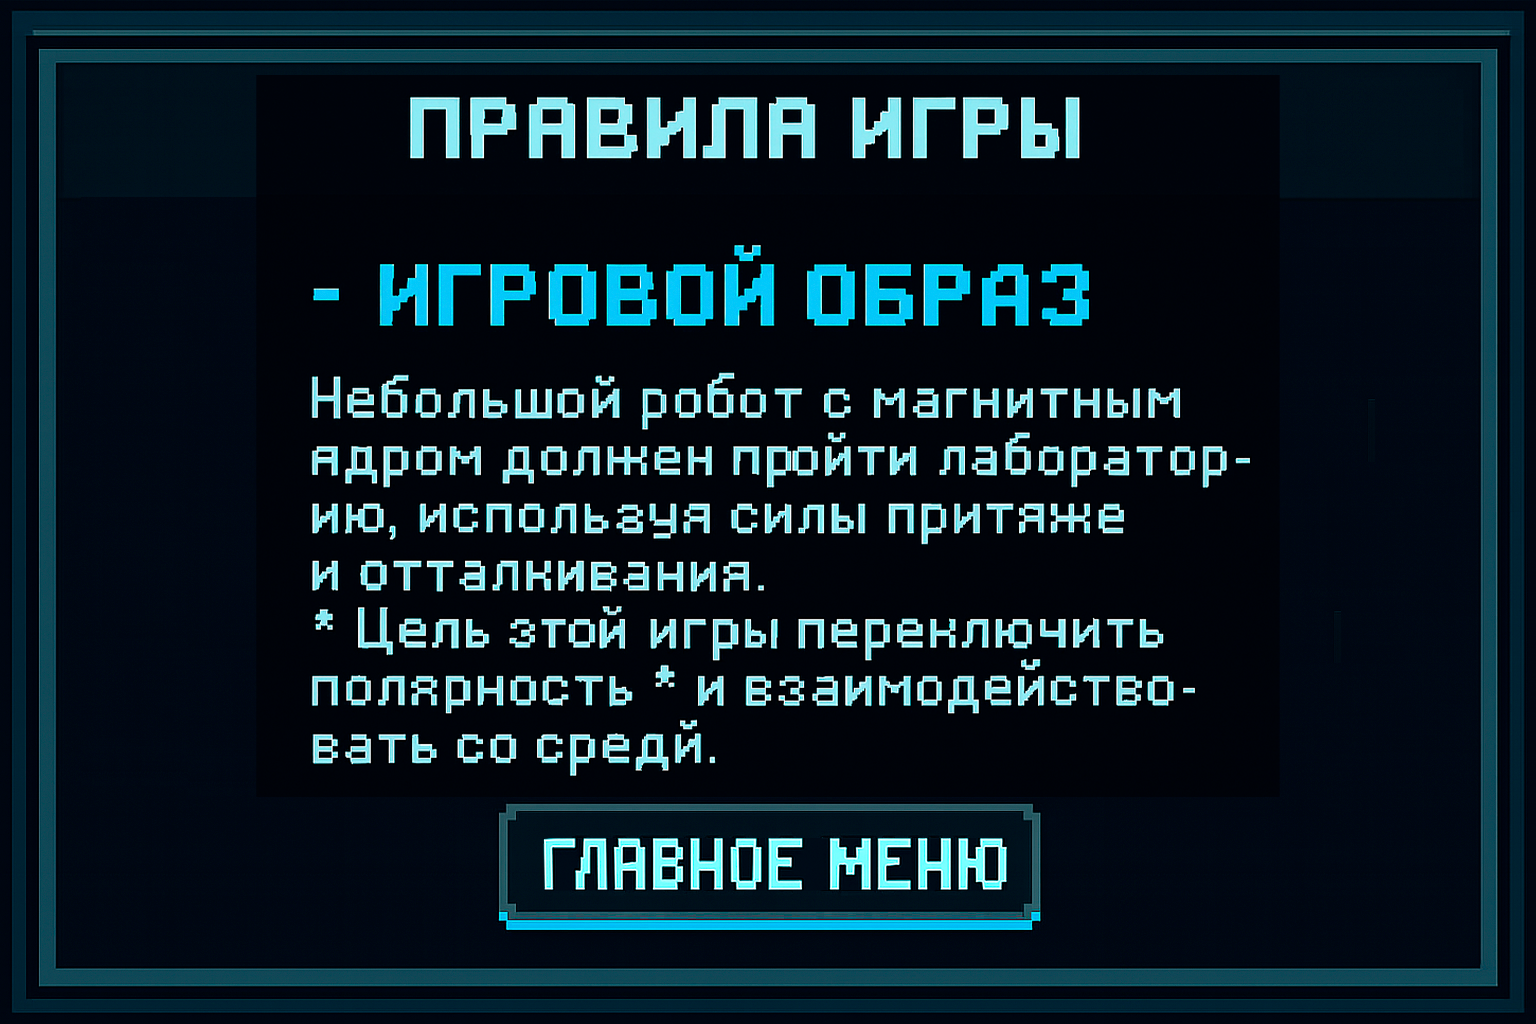 ПРАВИЛА ИГРЫ
- ИГРОВОЙ ОБРАЗ
Небольшой робот с магнитным
ядром должен пройти лаборатор-
ию, используя силы притяже
и отталкивания.
* Цель зтой игры переключить
полярность * и взаимодейство-
вать со средй.
ГЛАВНОЕ МЕНЮ